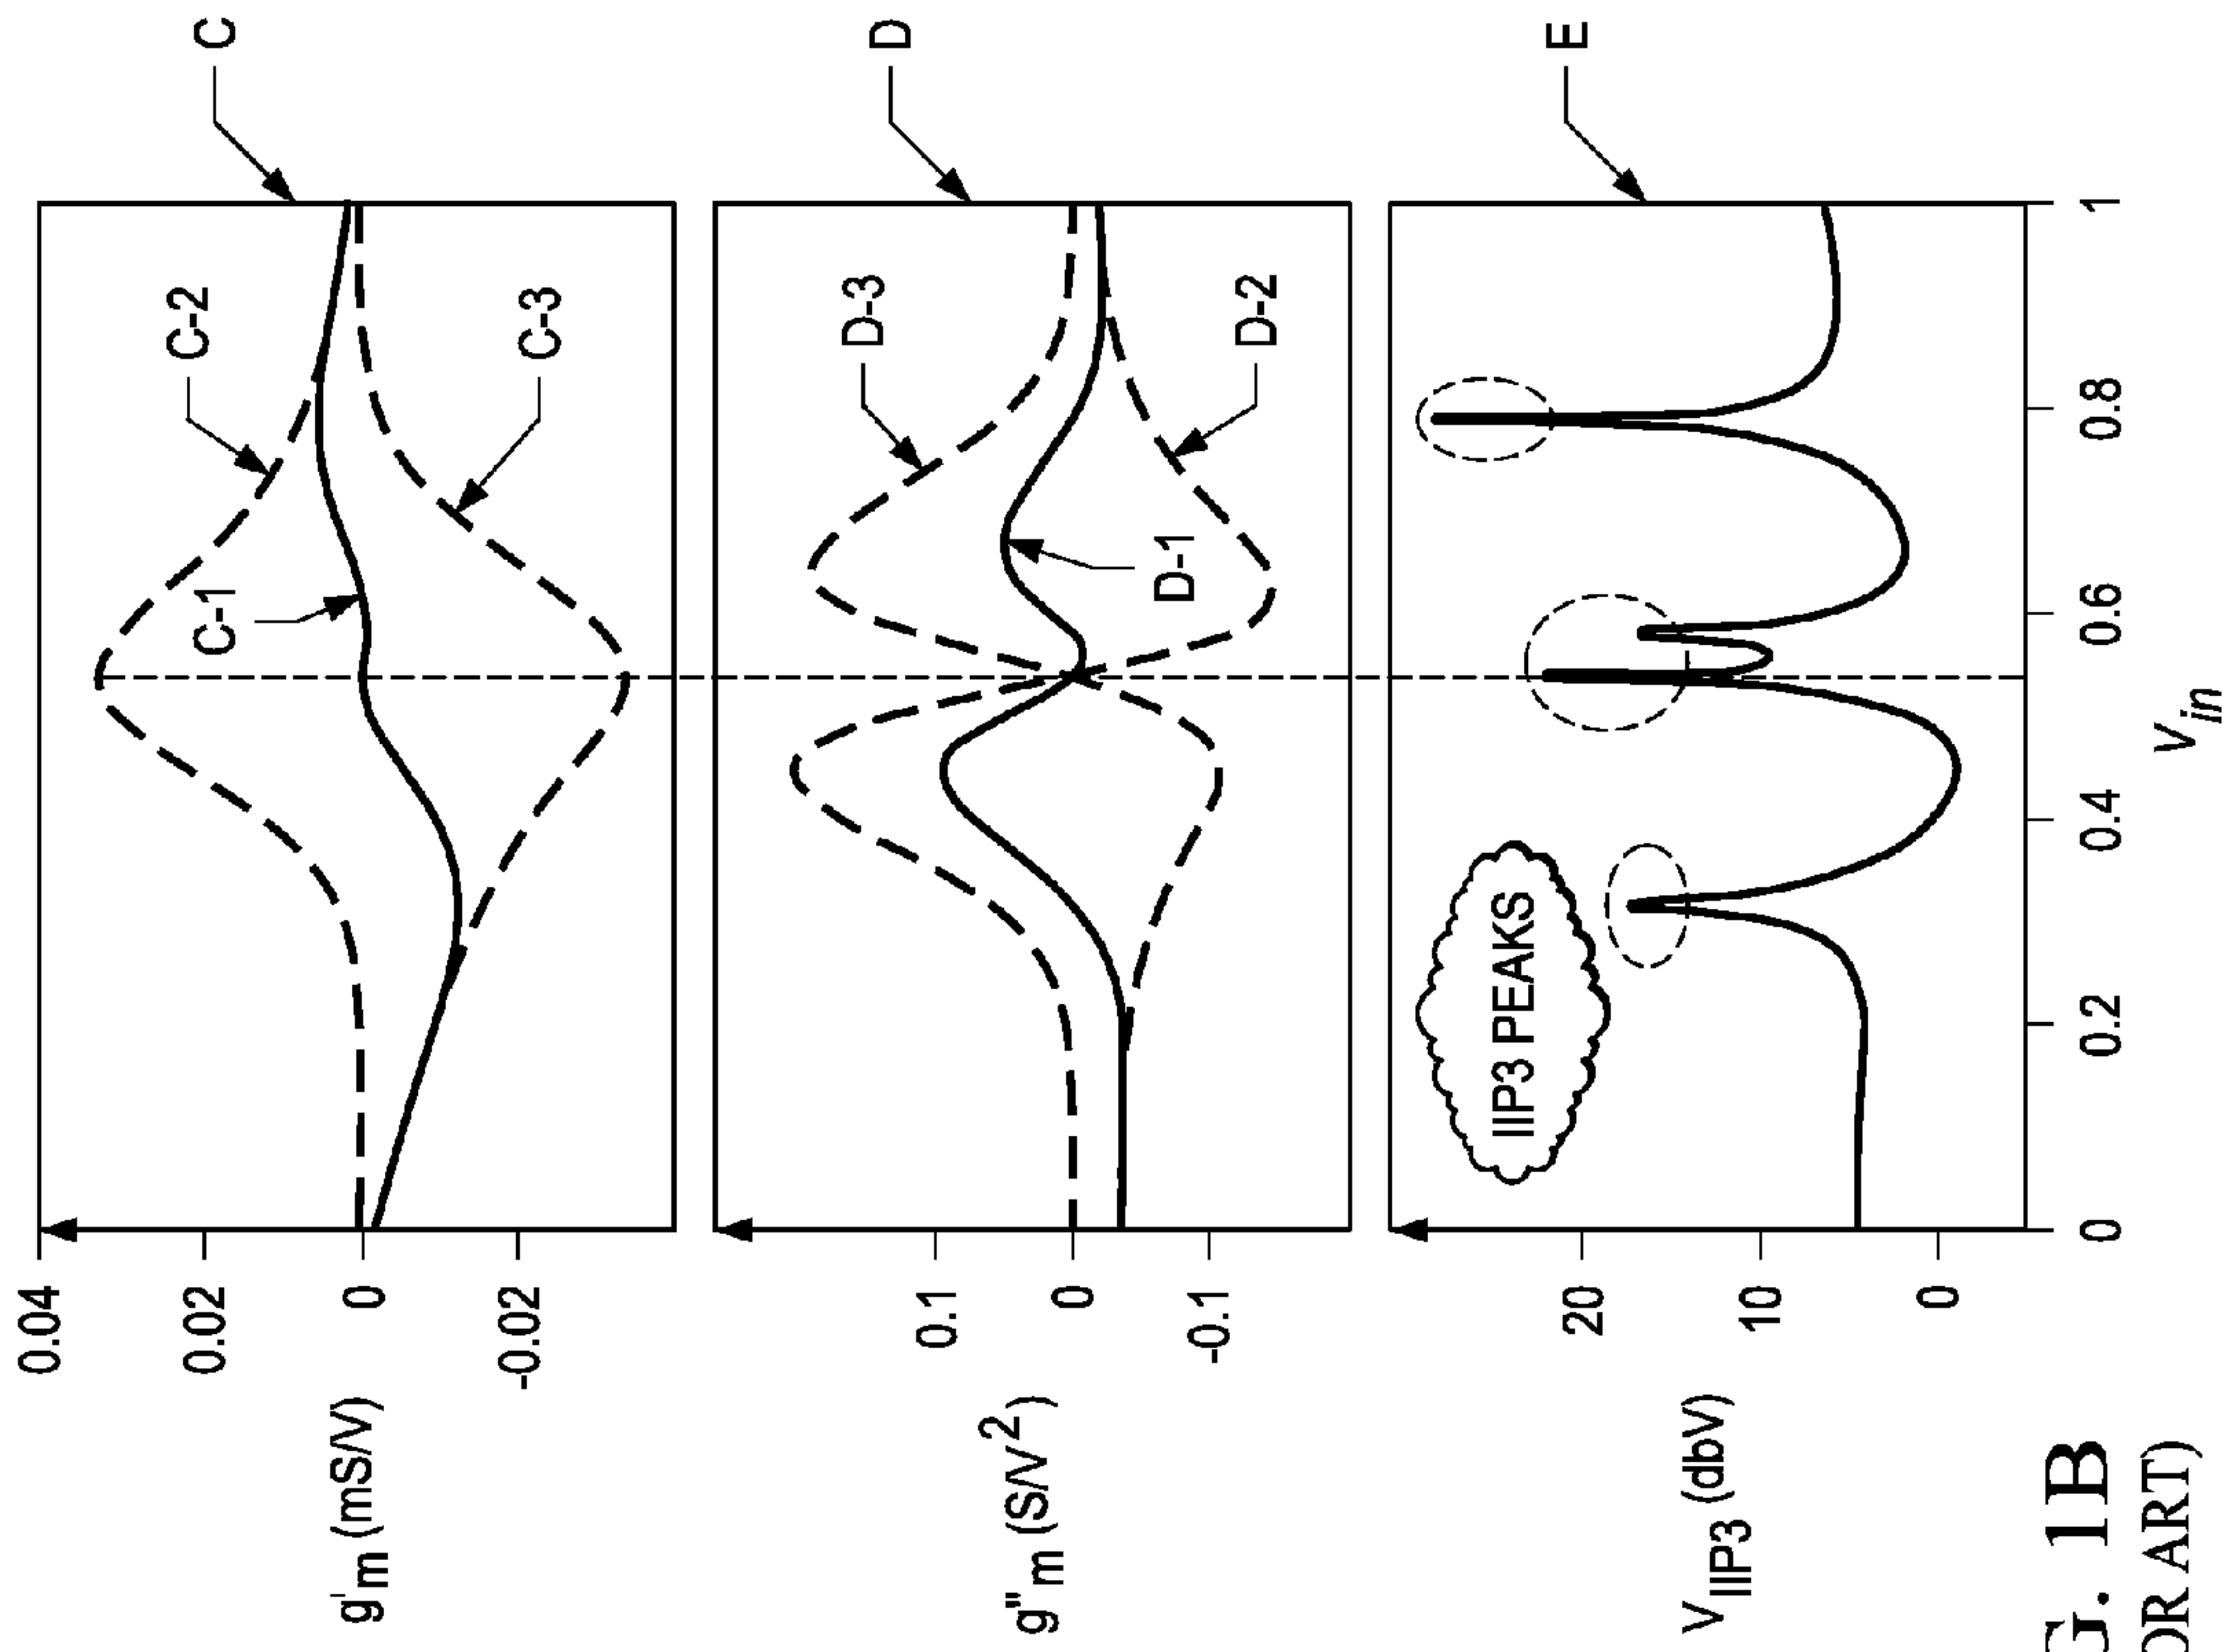 C
0.04
0.02
0
-0.02
g'm (mS/V)
C-1
C-2
C-3
D
0.1
0
-0.1
g"m (S/V²)
D-3
D-1
D-2
E
20
10
0
VIIP3 (dbV)
IIP3 PEAKS
0
0.2
0.4
0.6
0.8
1
Vin
G. 1B
OR ART)